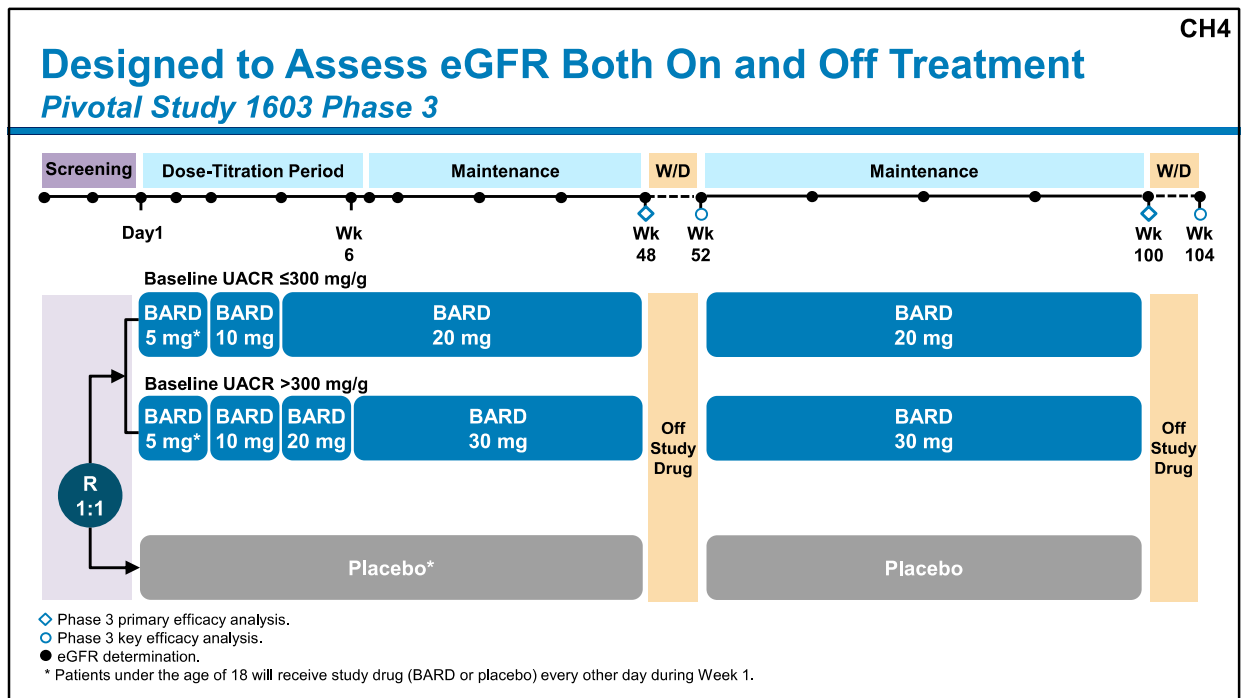 CH4
Designed to Assess eGFR Both On and Off Treatment
Pivotal Study 1603 Phase 3
Screening
Dose-Titration Period
Maintenance
W/D
Maintenance
W/D
Day1
Wk
6
Wk
48
Wk
52
Wk
100
Wk
104
Baseline UACR ≤300 mg/g
BARD
5 mg*
BARD
10 mg
BARD
20 mg
BARD
20 mg
Baseline UACR >300 mg/g
BARD
5 mg*
BARD
10 mg
BARD
20 mg
BARD
30 mg
Off
Study
Drug
BARD
30 mg
Off
Study
Drug
R
1:1
Placebo*
Placebo
Phase 3 primary efficacy analysis.
Phase 3 key efficacy analysis.
eGFR determination.
* Patients under the age of 18 will receive study drug (BARD or placebo) every other day during Week 1.